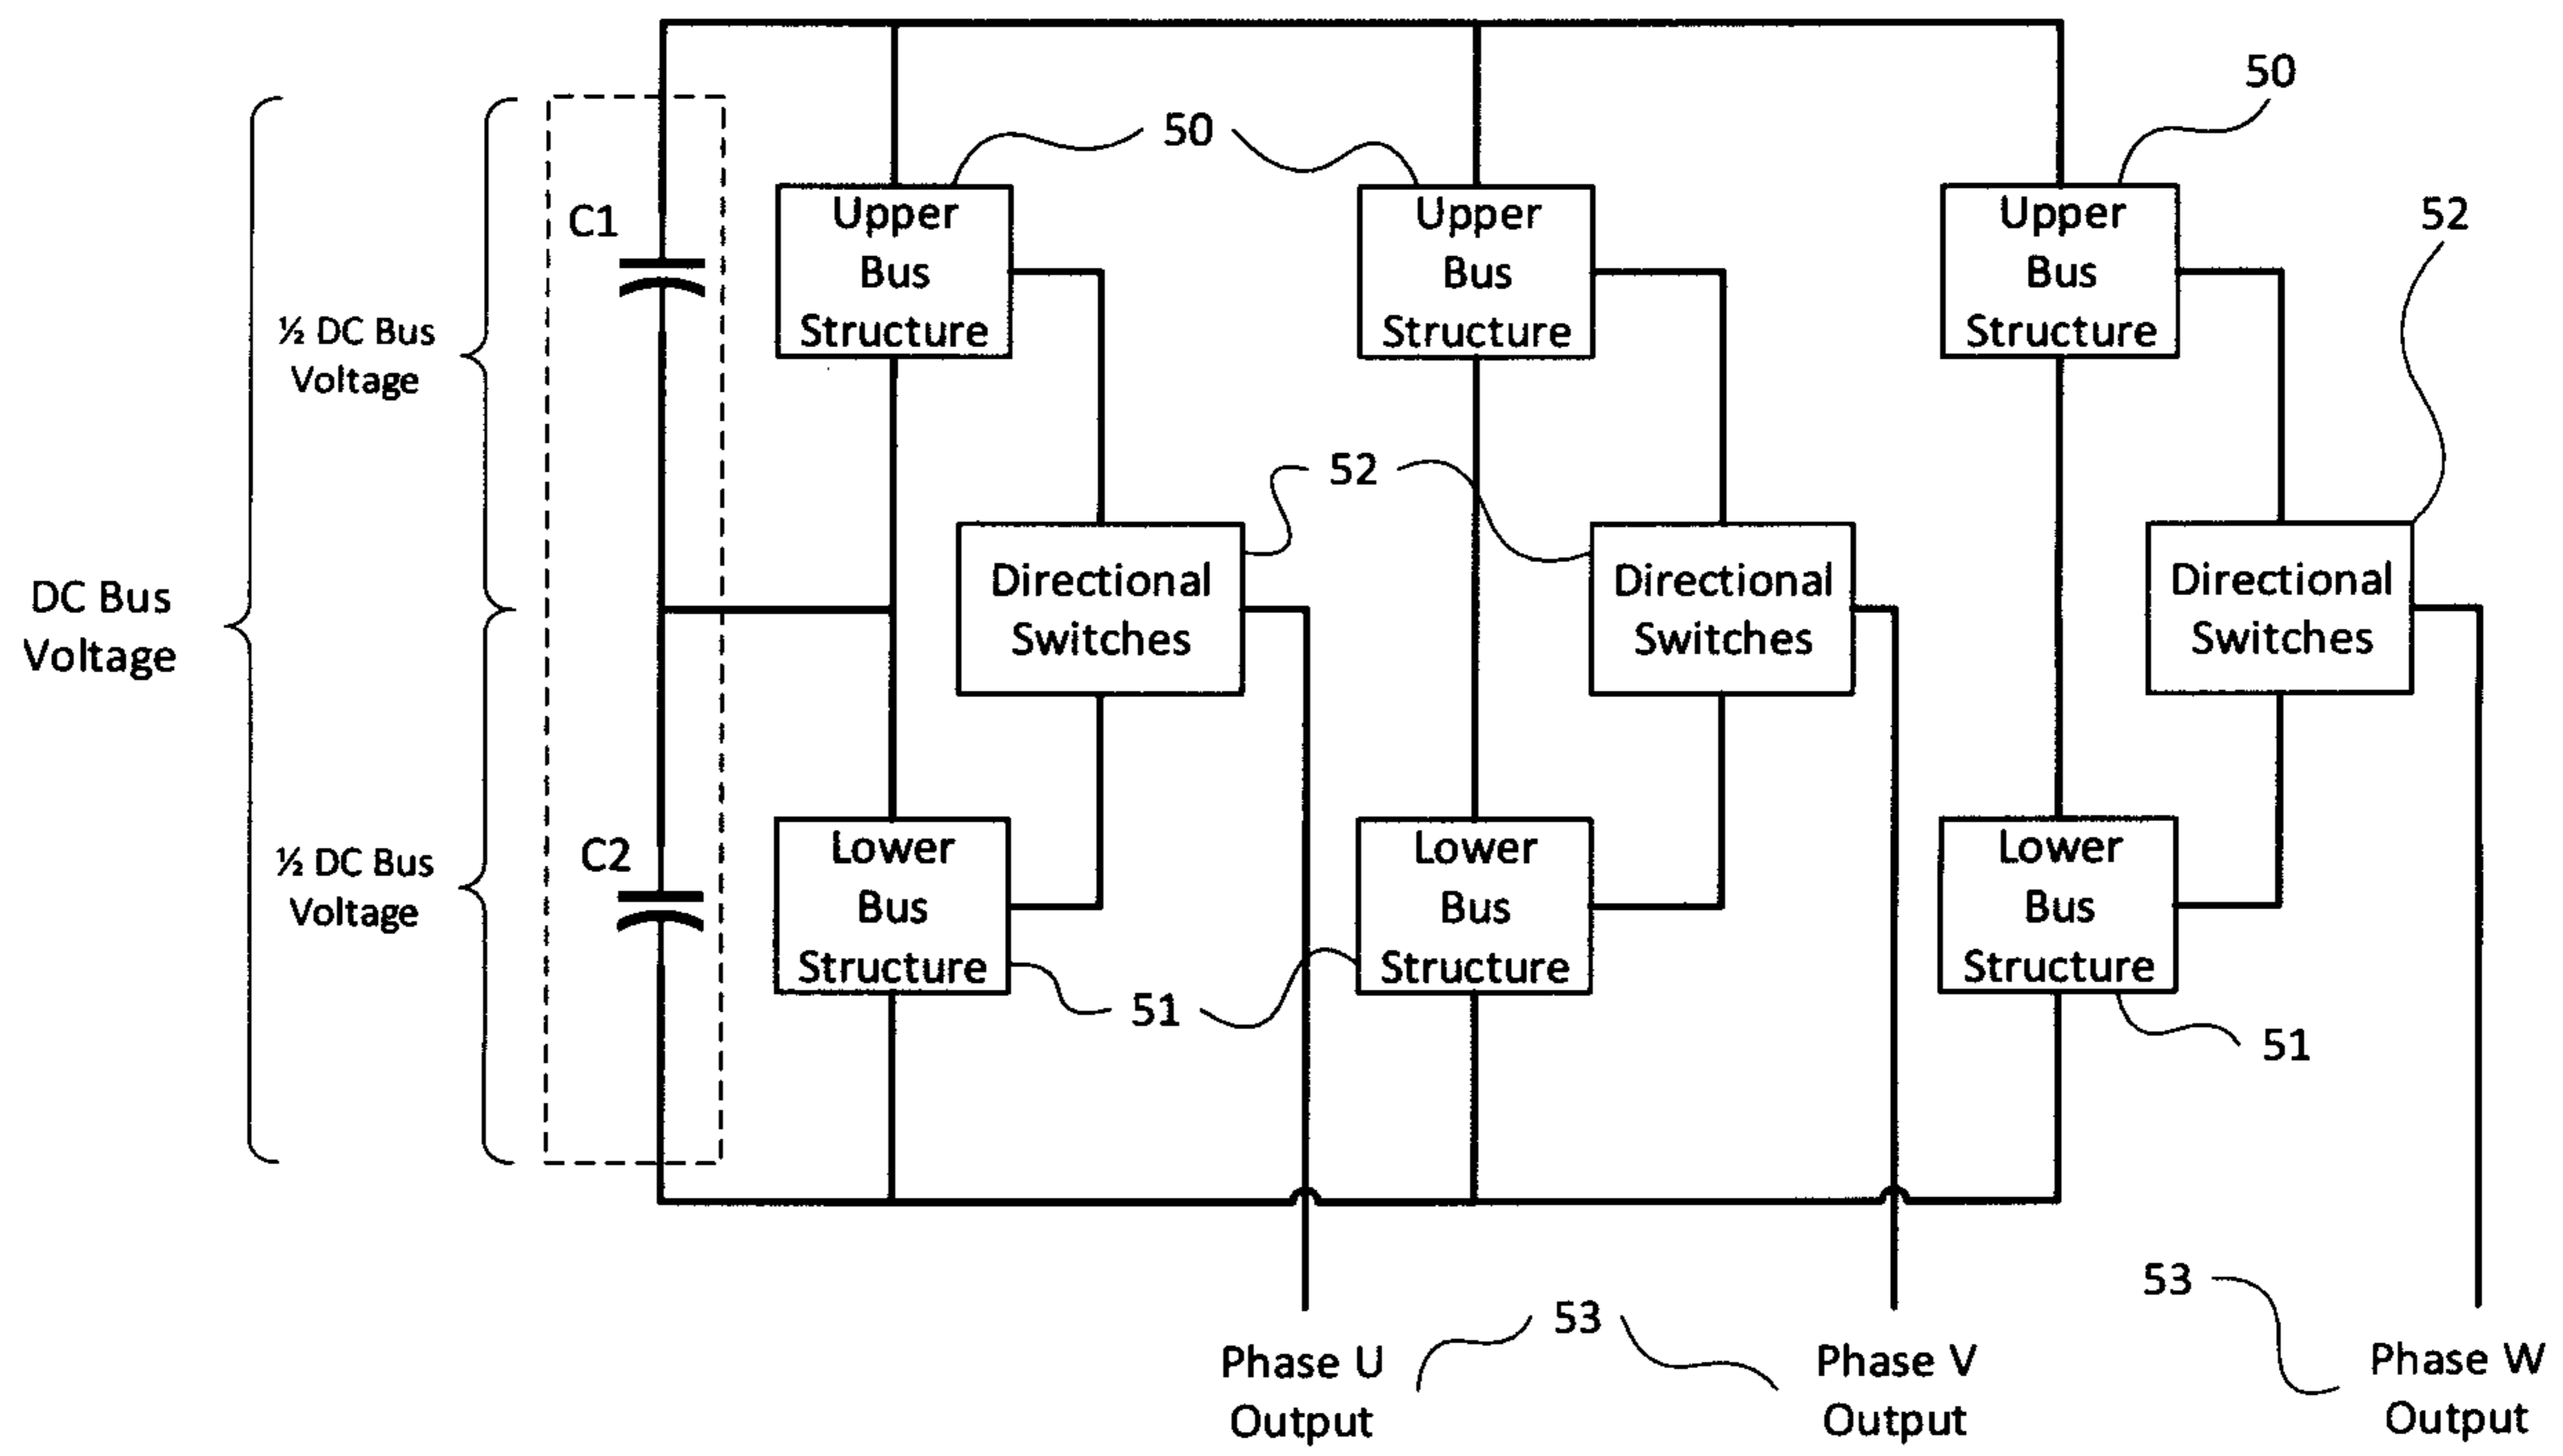 50
50
52
C1
Upper
Bus
Structure
Upper
Bus
Structure
Upper
Bus
Structure
½ DC Bus
Voltage
52
DC Bus
Voltage
Directional
Switches
Directional
Switches
Directional
Switches
½ DC Bus
Voltage
C2
Lower
Bus
Structure
Lower
Bus
Structure
Lower
Bus
Structure
51
51
53
53
Phase U
Output
Phase V
Output
Phase W
Output